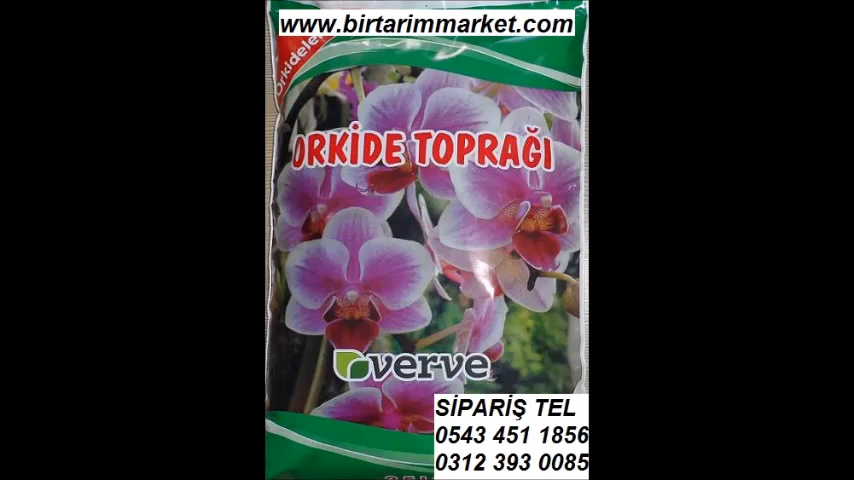 www.birtarimmarket.com
Orkideler
ORKİDE TOPRAĞI
verve
SİPARİŞ TEL
0543 451 1856
0312 393 0085